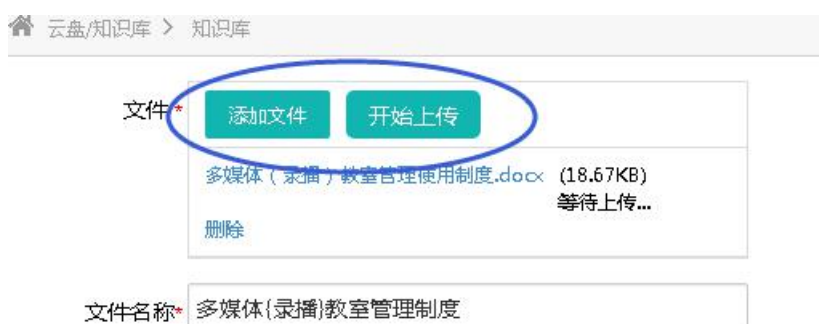 云盘/知识库 > 知识库
文件*
添加文件 开始上传
多媒体（录播）教室管理使用制度.docx (18.67KB)
等待上传...
删除
文件名称* 多媒体{录播}教室管理制度